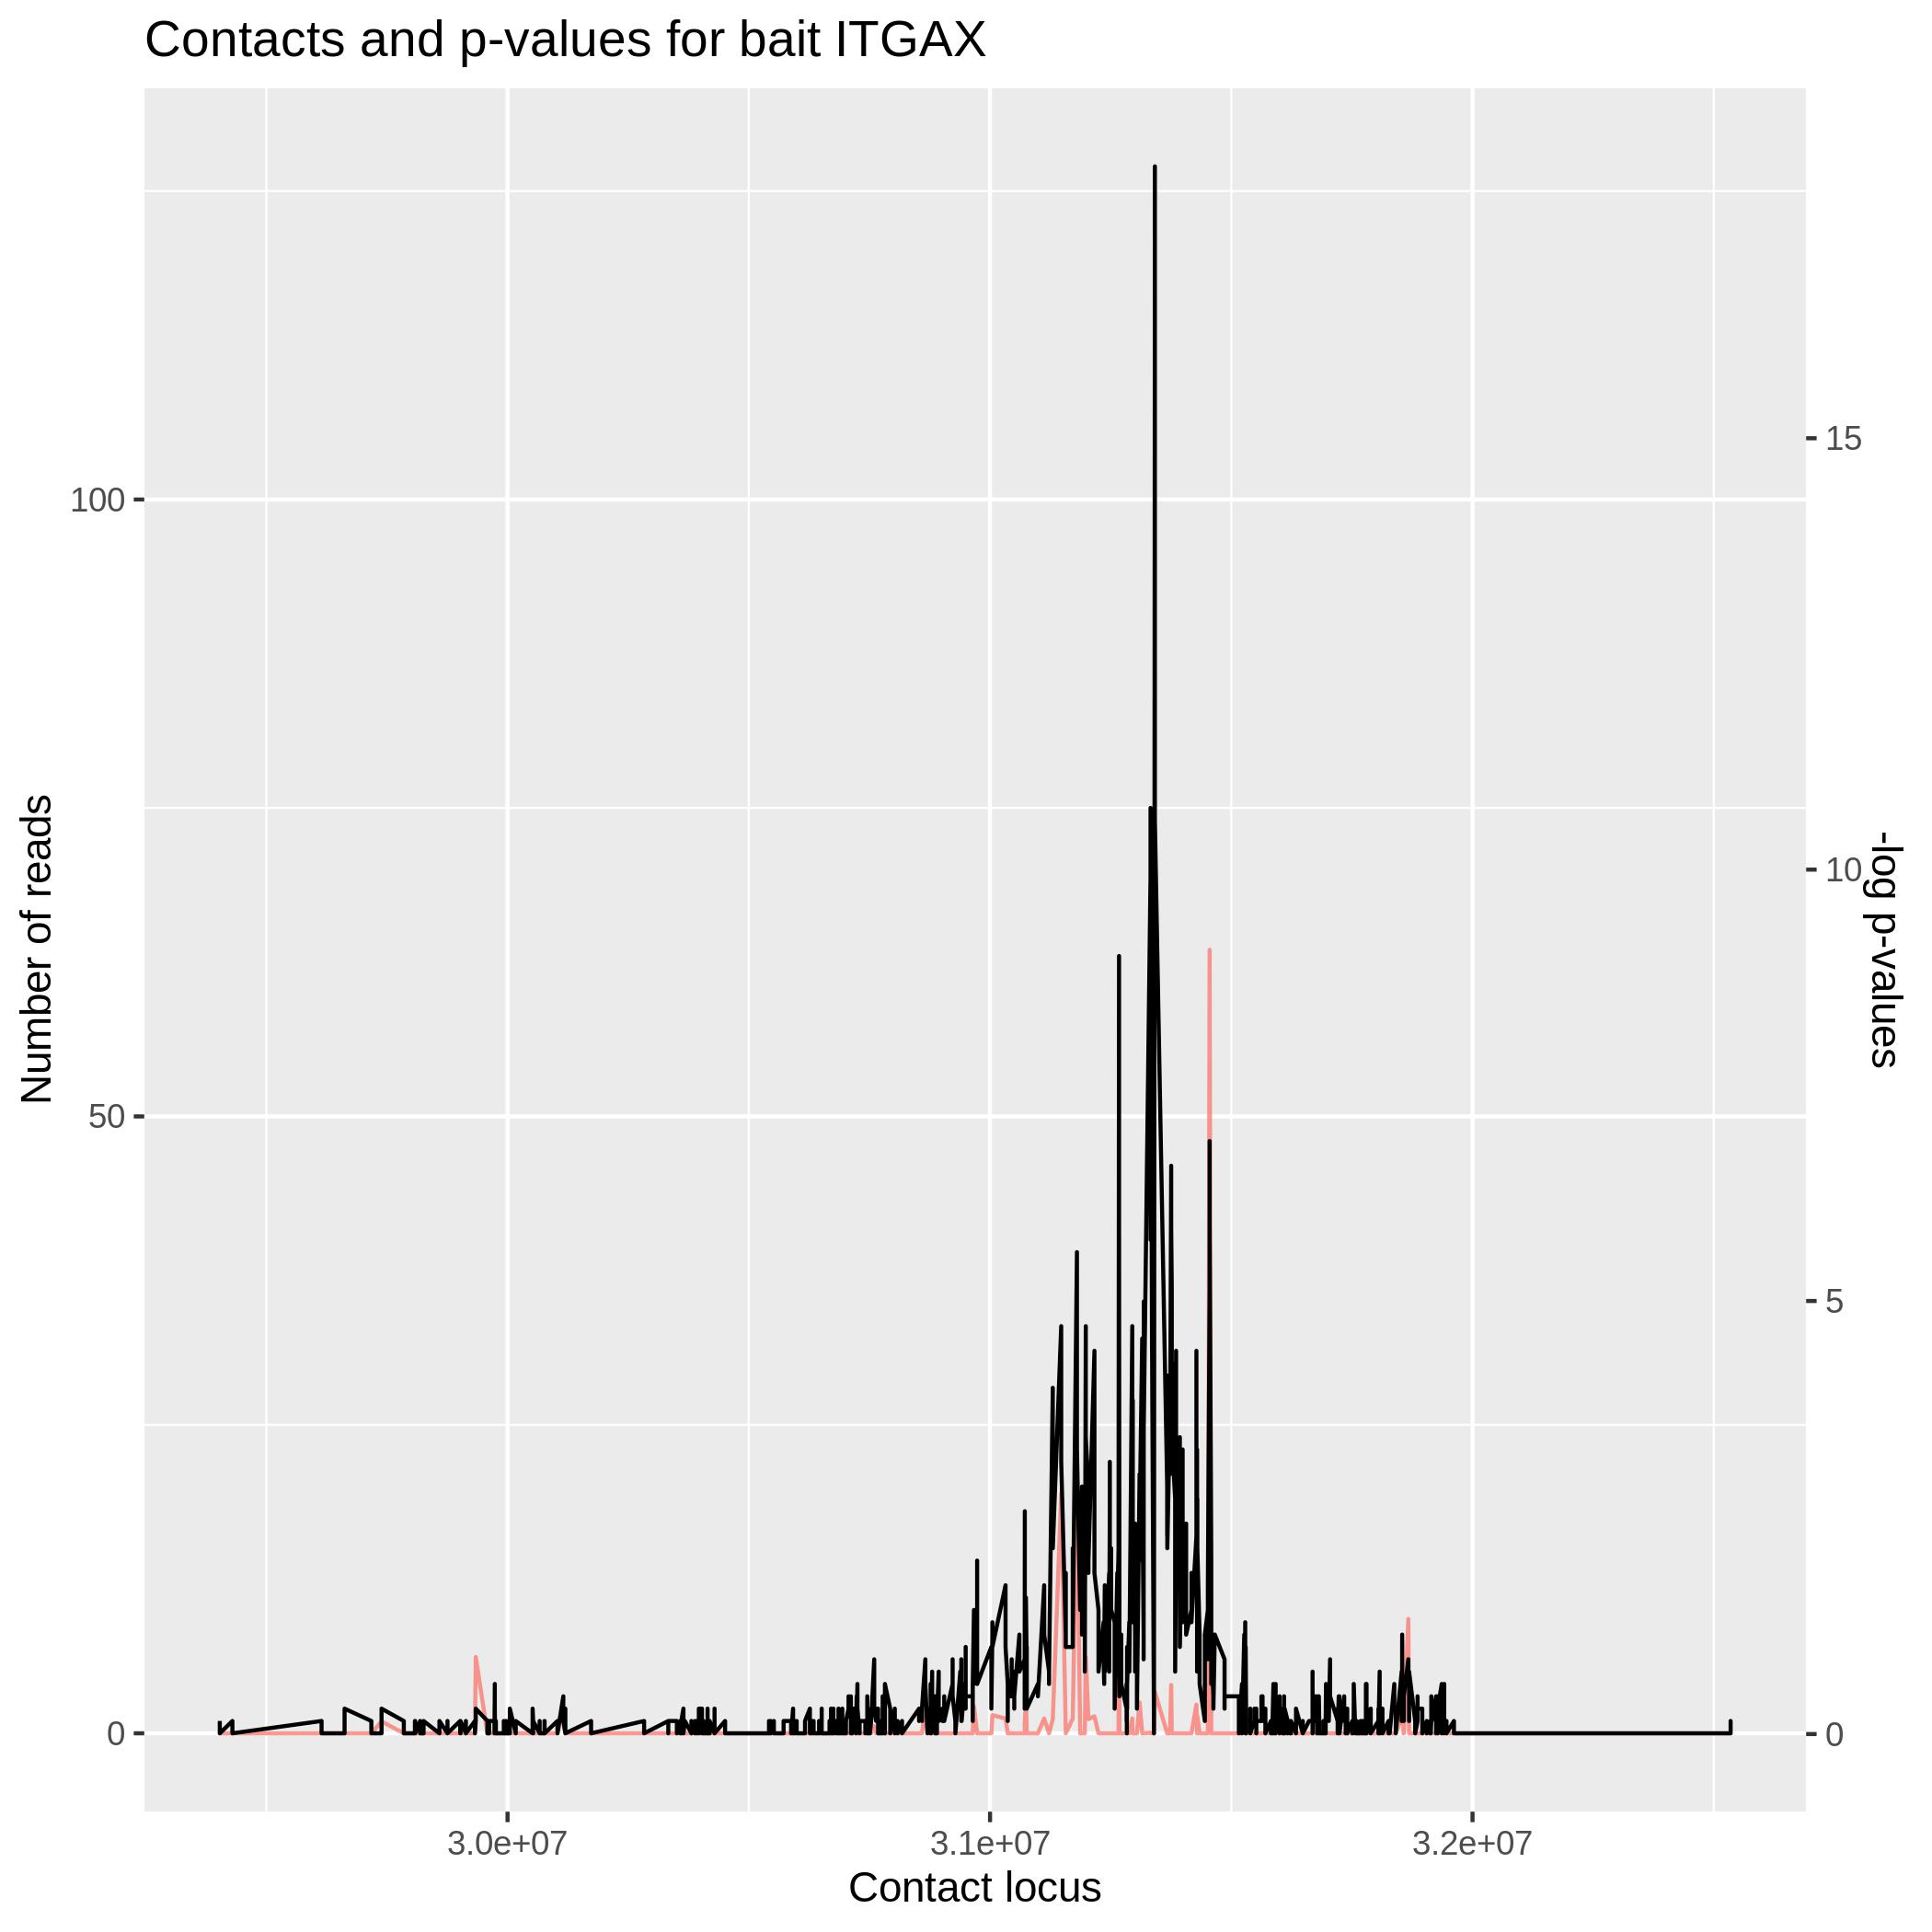 Contacts and p-values for bait ITGAX
Number of reads
100
50
0
15
10
5
0
-log p-values
3.0e+07
3.1e+07
3.2e+07
Contact locus